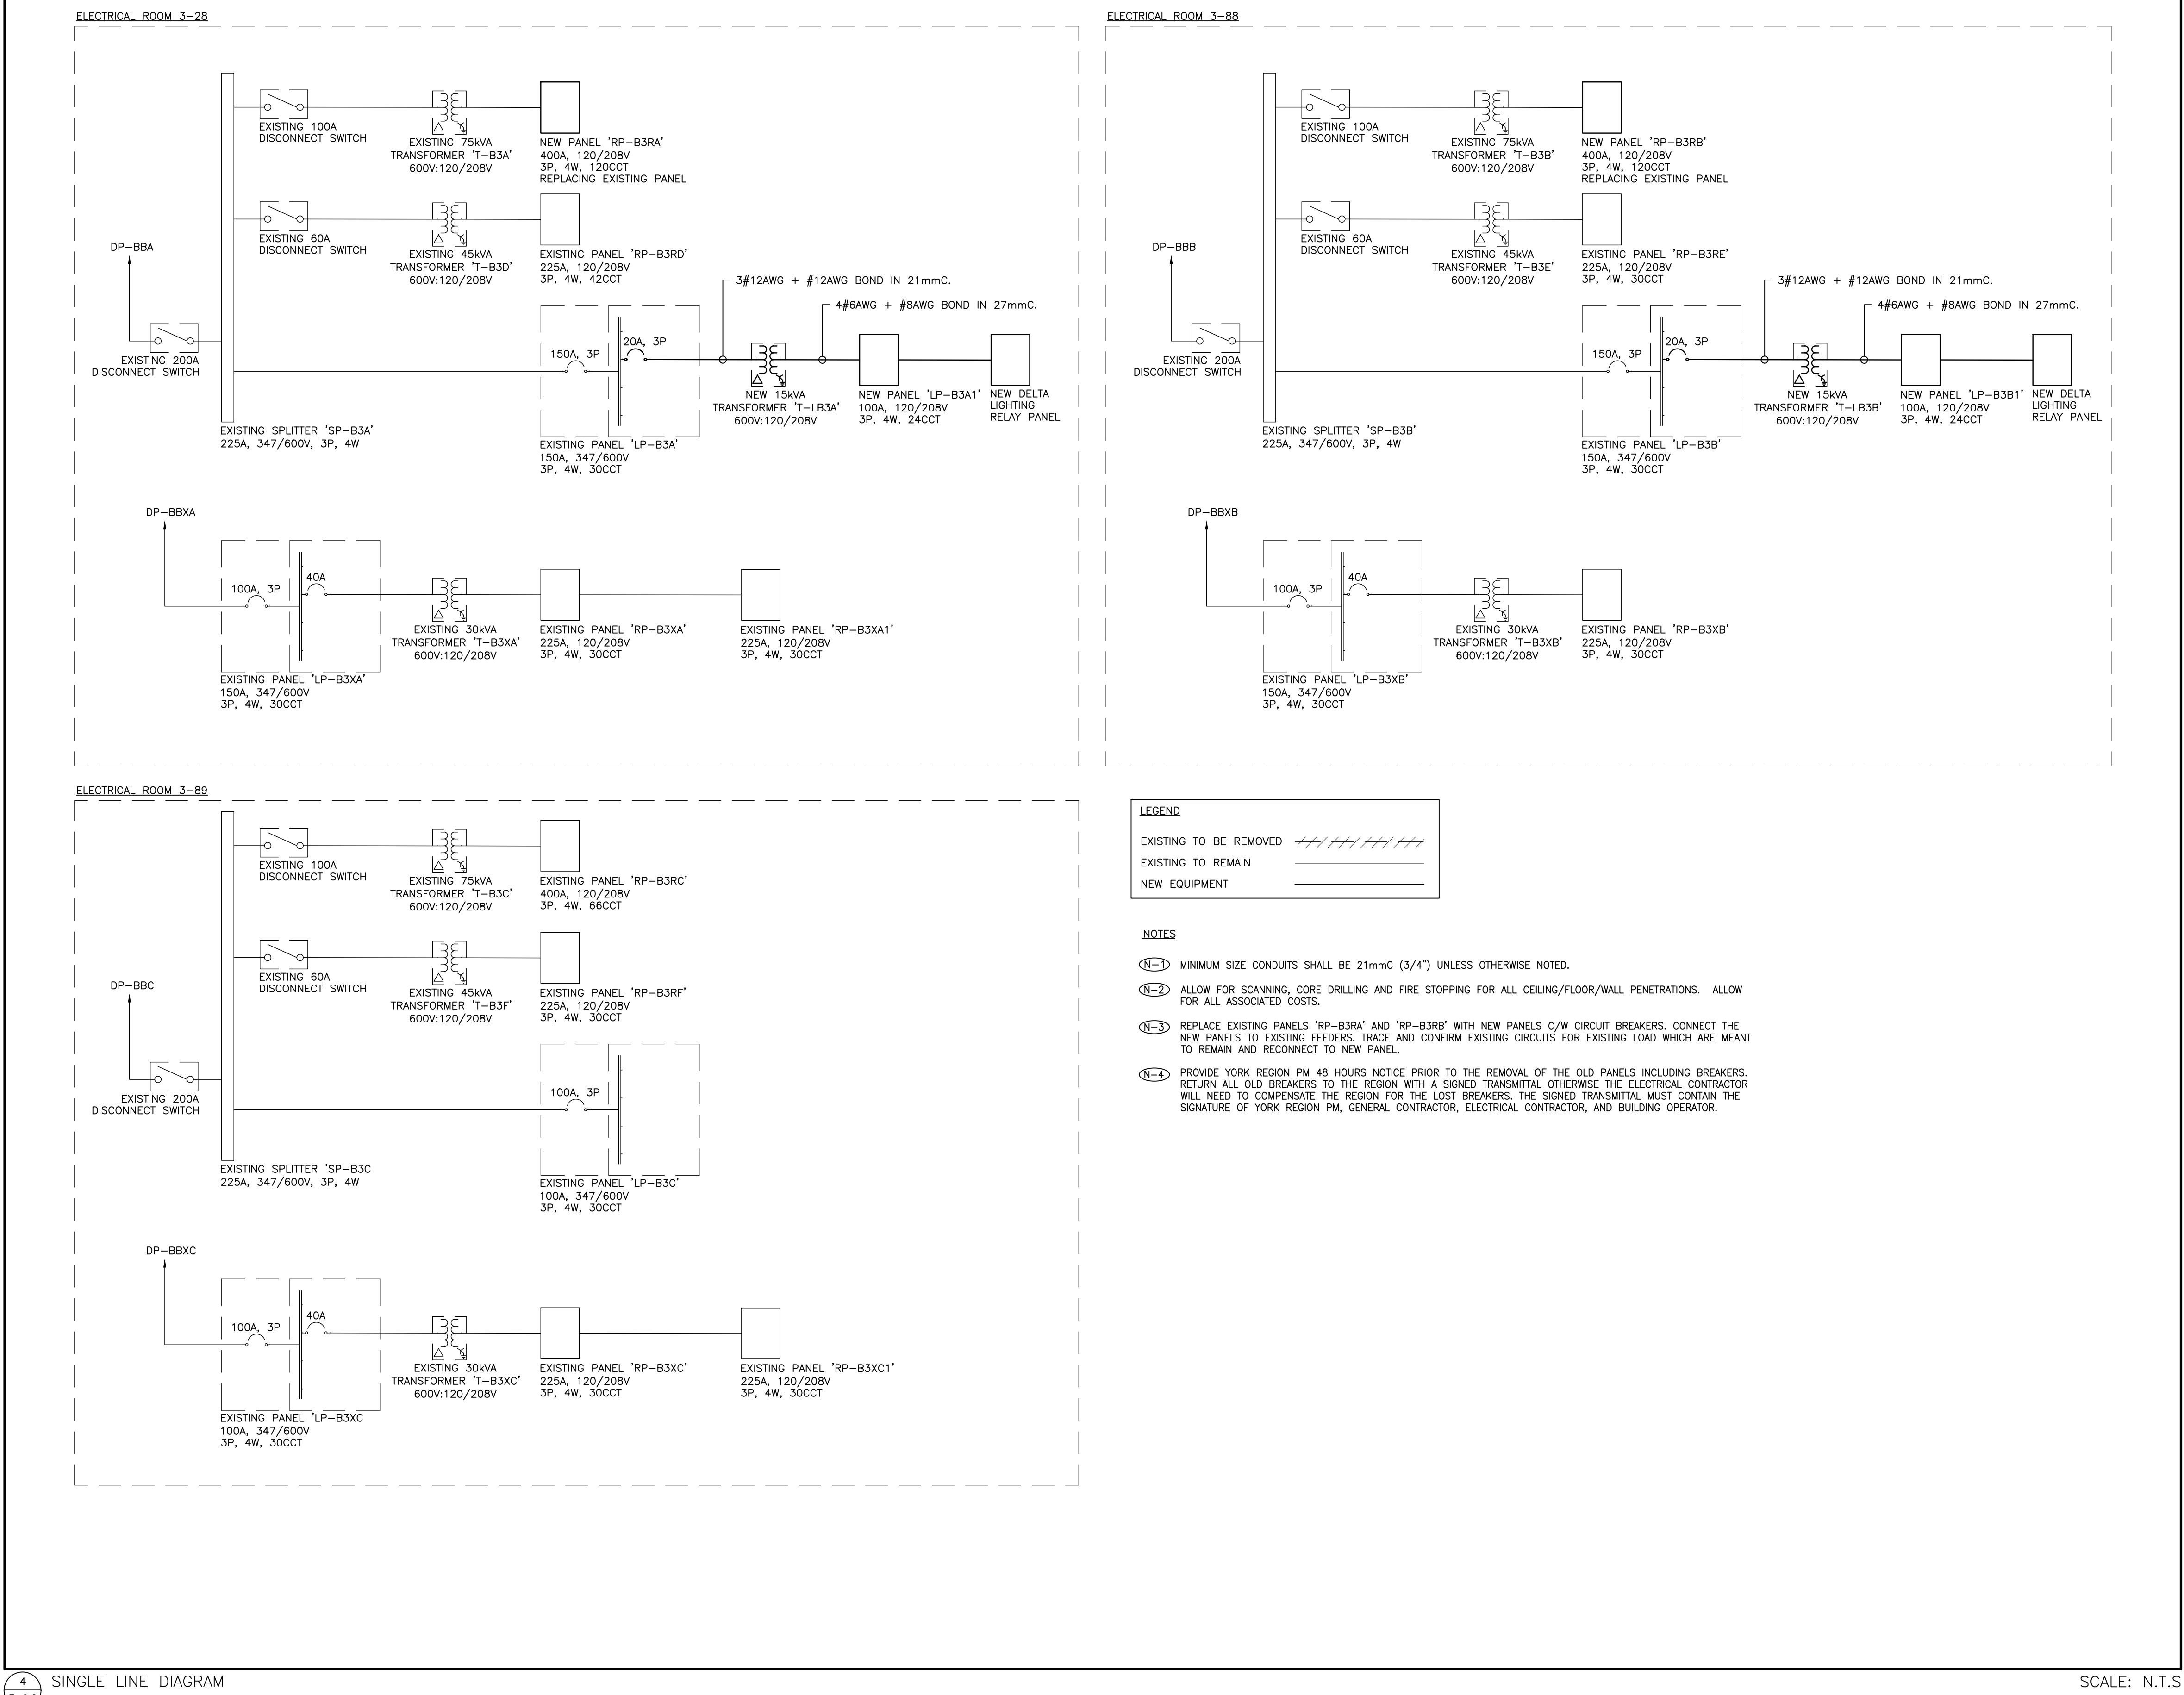 ELECTRICAL ROOM 3-28
EXISTING 100A
DISCONNECT SWITCH
EXISTING 75kVA
TRANSFORMER 'T-B3A'
600V:120/208V
NEW PANEL 'RP-B3RA'
400A, 120/208V
3P, 4W, 120CCT
REPLACING EXISTING PANEL
EXISTING 60A
DISCONNECT SWITCH
EXISTING 45kVA
TRANSFORMER 'T-B3D'
600V:120/208V
EXISTING PANEL 'RP-B3RD'
225A, 120/208V
3P, 4W, 42CCT
DP-BBA
EXISTING 200A
DISCONNECT SWITCH
3#12AWG + #12AWG BOND IN 21mmC.
4#6AWG + #8AWG BOND IN 27mmC.
150A, 3P
20A, 3P
NEW 15kVA
TRANSFORMER 'T-LB3A'
600V:120/208V
NEW PANEL 'LP-B3A1'
100A, 120/208V
3P, 4W, 24CCT
NEW DELTA
LIGHTING
RELAY PANEL
EXISTING SPLITTER 'SP-B3A'
225A, 347/600V, 3P, 4W
EXISTING PANEL 'LP-B3A'
150A, 347/600V
3P, 4W, 30CCT
DP-BBXA
100A, 3P
40A
EXISTING 30kVA
TRANSFORMER 'T-B3XA'
600V:120/208V
EXISTING PANEL 'RP-B3XA'
225A, 120/208V
3P, 4W, 30CCT
EXISTING PANEL 'RP-B3XA1'
225A, 120/208V
3P, 4W, 30CCT
EXISTING PANEL 'LP-B3XA'
150A, 347/600V
3P, 4W, 30CCT
ELECTRICAL ROOM 3-88
EXISTING 100A
DISCONNECT SWITCH
EXISTING 75kVA
TRANSFORMER 'T-B3B'
600V:120/208V
NEW PANEL 'RP-B3RB'
400A, 120/208V
3P, 4W, 120CCT
REPLACING EXISTING PANEL
EXISTING 60A
DISCONNECT SWITCH
EXISTING 45kVA
TRANSFORMER 'T-B3E'
600V:120/208V
EXISTING PANEL 'RP-B3RE'
225A, 120/208V
3P, 4W, 30CCT
DP-BBB
EXISTING 200A
DISCONNECT SWITCH
3#12AWG + #12AWG BOND IN 21mmC.
4#6AWG + #8AWG BOND IN 27mmC.
150A, 3P
20A, 3P
NEW 15kVA
TRANSFORMER 'T-LB3B'
600V:120/208V
NEW PANEL 'LP-B3B1'
100A, 120/208V
3P, 4W, 24CCT
NEW DELTA
LIGHTING
RELAY PANEL
EXISTING SPLITTER 'SP-B3B'
225A, 347/600V, 3P, 4W
EXISTING PANEL 'LP-B3B'
150A, 347/600V
3P, 4W, 30CCT
DP-BBXB
100A, 3P
40A
EXISTING 30kVA
TRANSFORMER 'T-B3XB'
600V:120/208V
EXISTING PANEL 'RP-B3XB'
225A, 120/208V
3P, 4W, 30CCT
EXISTING PANEL 'LP-B3XB'
150A, 347/600V
3P, 4W, 30CCT
ELECTRICAL ROOM 3-89
EXISTING 100A
DISCONNECT SWITCH
EXISTING 75kVA
TRANSFORMER 'T-B3C'
600V:120/208V
EXISTING PANEL 'RP-B3RC'
400A, 120/208V
3P, 4W, 66CCT
EXISTING 60A
DISCONNECT SWITCH
EXISTING 45kVA
TRANSFORMER 'T-B3F'
600V:120/208V
EXISTING PANEL 'RP-B3RF'
225A, 120/208V
3P, 4W, 30CCT
DP-BBC
EXISTING 200A
DISCONNECT SWITCH
100A, 3P
EXISTING SPLITTER 'SP-B3C
225A, 347/600V, 3P, 4W
EXISTING PANEL 'LP-B3C'
100A, 347/600V
3P, 4W, 30CCT
DP-BBXC
100A, 3P
40A
EXISTING 30kVA
TRANSFORMER 'T-B3XC'
600V:120/208V
EXISTING PANEL 'RP-B3XC'
225A, 120/208V
3P, 4W, 30CCT
EXISTING PANEL 'RP-B3XC1'
225A, 120/208V
3P, 4W, 30CCT
EXISTING PANEL 'LP-B3XC
100A, 347/600V
3P, 4W, 30CCT
LEGEND
EXISTING TO BE REMOVED
EXISTING TO REMAIN
NEW EQUIPMENT
NOTES
N-1 MINIMUM SIZE CONDUITS SHALL BE 21mmC (3/4") UNLESS OTHERWISE NOTED.
N-2 ALLOW FOR SCANNING, CORE DRILLING AND FIRE STOPPING FOR ALL CEILING/FLOOR/WALL PENETRATIONS. ALLOW
FOR ALL ASSOCIATED COSTS.
N-3 REPLACE EXISTING PANELS 'RP-B3RA' AND 'RP-B3RB' WITH NEW PANELS C/W CIRCUIT BREAKERS. CONNECT THE
NEW PANELS TO EXISTING FEEDERS. TRACE AND CONFIRM EXISTING CIRCUITS FOR EXISTING LOAD WHICH ARE MEANT
TO REMAIN AND RECONNECT TO NEW PANEL.
N-4 PROVIDE YORK REGION PM 48 HOURS NOTICE PRIOR TO THE REMOVAL OF THE OLD PANELS INCLUDING BREAKERS.
RETURN ALL OLD BREAKERS TO THE REGION WITH A SIGNED TRANSMITTAL OTHERWISE THE ELECTRICAL CONTRACTOR
WILL NEED TO COMPENSATE THE REGION FOR THE LOST BREAKERS. THE SIGNED TRANSMITTAL MUST CONTAIN THE
SIGNATURE OF YORK REGION PM, GENERAL CONTRACTOR, ELECTRICAL CONTRACTOR, AND BUILDING OPERATOR.
4 SINGLE LINE DIAGRAM
SCALE: N.T.S